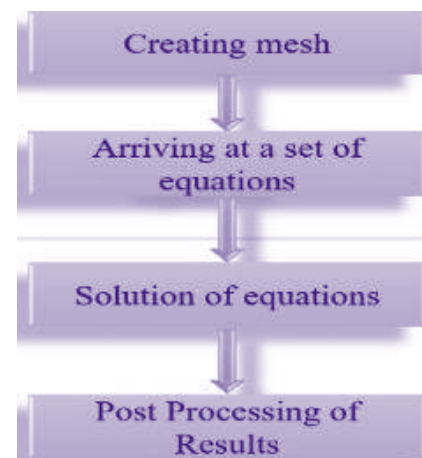 Creating mesh
Arriving at a set of
equations
Solution of equations
Post Processing of
Results